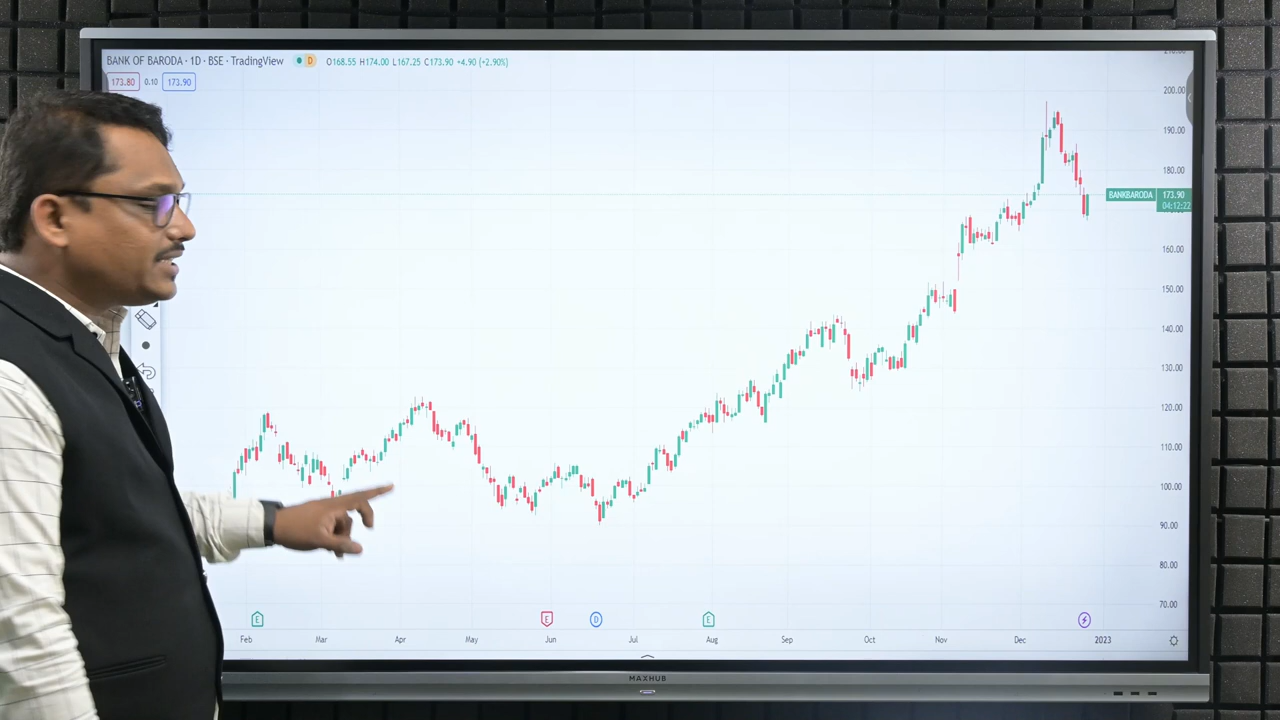 BANK OF BARODA · 1D · BSE · TradingView D O168.55 H174.00 L167.25 C173.90 +4.90 (+2.90%)
173.80 0.10 173.90
200.00
190.00
180.00
BANKBARODA 173.90
04:12:22
160.00
150.00
140.00
130.00
120.00
110.00
100.00
90.00
80.00
70.00
E E D E
Feb Mar Apr May Jun Jul Aug Sep Oct Nov Dec 2023
MAXHUB